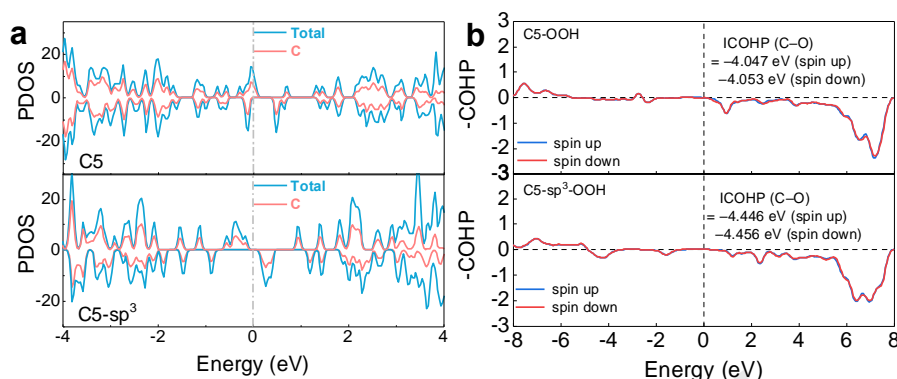 a
Total
C
PDOS
20
0
-20
C5
Total
C
PDOS
20
0
-20
C5-sp³
-4
-2
0
2
4
Energy (eV)
b
C5-OOH
ICOHP (C–O)
= –4.047 eV (spin up)
–4.053 eV (spin down)
-COHP
3
2
1
0
-1
-2
-3
spin up
spin down
C5-sp³-OOH
ICOHP (C–O)
= –4.446 eV (spin up)
–4.456 eV (spin down)
-COHP
3
2
1
0
-1
-2
-3
spin up
spin down
-8
-6
-4
-2
0
2
4
6
8
Energy (eV)